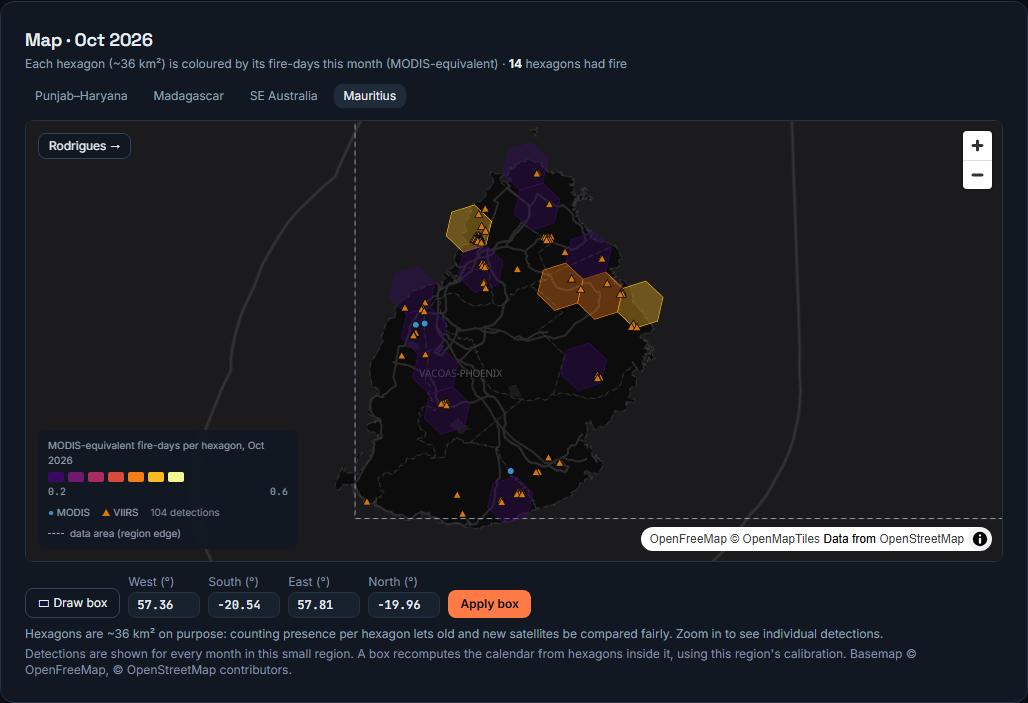 Map · Oct 2026
Each hexagon (~36 km²) is coloured by its fire-days this month (MODIS-equivalent) · 14 hexagons had fire
Punjab–Haryana Madagascar SE Australia Mauritius
Rodrigues →
+
−
VACOAS-PHOENIX
MODIS-equivalent fire-days per hexagon, Oct
2026
0.2 0.6
MODIS VIIRS 104 detections
data area (region edge)
OpenFreeMap © OpenMapTiles Data from OpenStreetMap
West (°) South (°) East (°) North (°)
Draw box 57.36 -20.54 57.81 -19.96 Apply box
Hexagons are ~36 km² on purpose: counting presence per hexagon lets old and new satellites be compared fairly. Zoom in to see individual detections.
Detections are shown for every month in this small region. A box recomputes the calendar from hexagons inside it, using this region's calibration. Basemap ©
OpenFreeMap, © OpenStreetMap contributors.